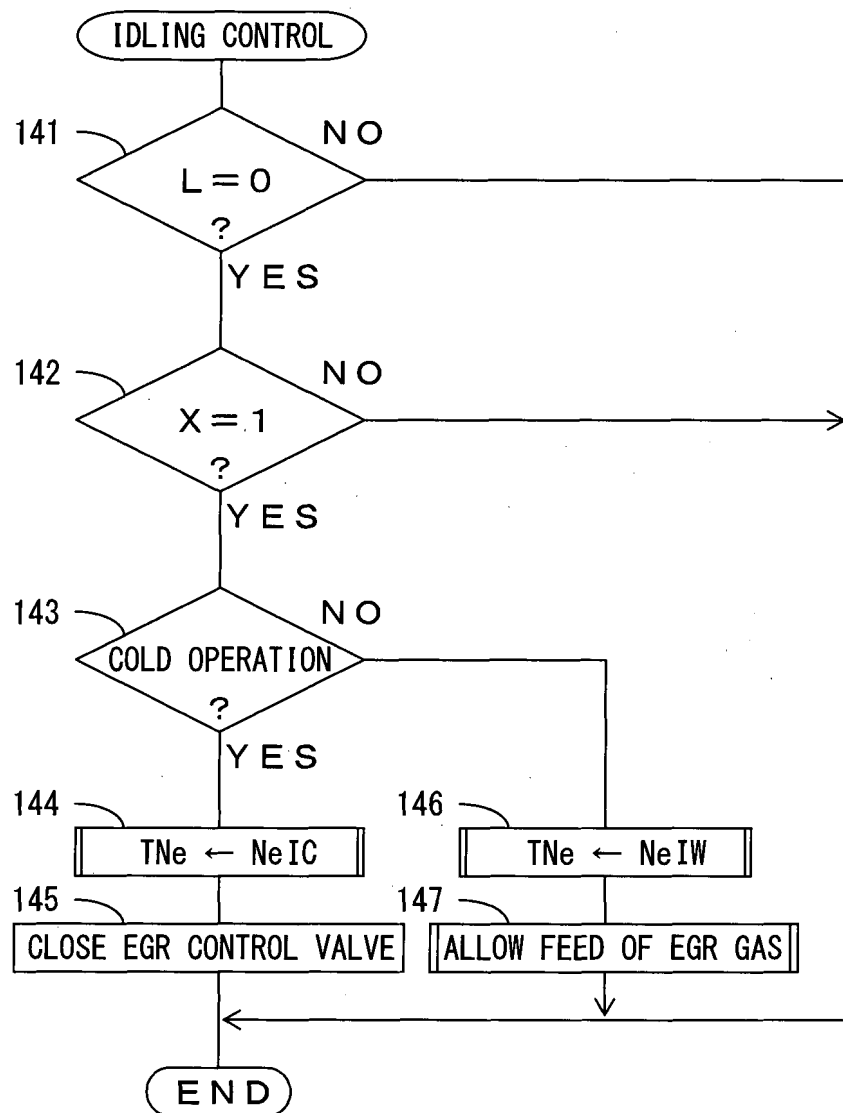 IDLING CONTROL
141
NO
L=0
?
YES
142
NO
X=1
?
YES
143
NO
COLD OPERATION
?
YES
144
TNe ← NeIC
146
TNe ← NeIW
145
CLOSE EGR CONTROL VALVE
147
ALLOW FEED OF EGR GAS
END